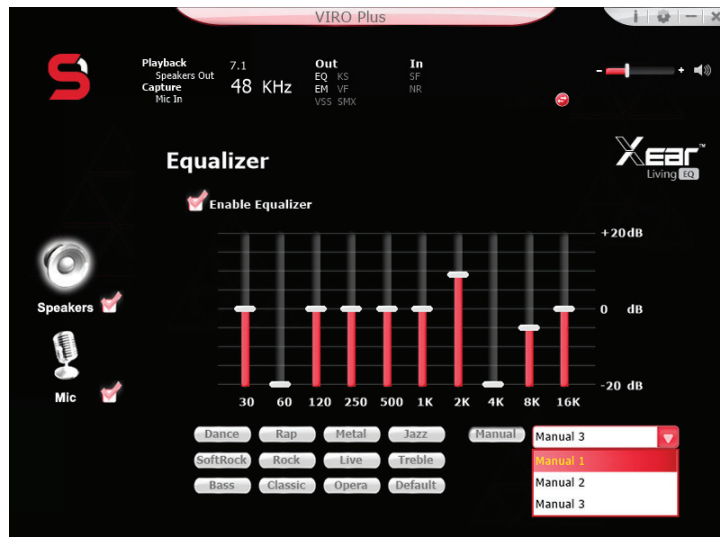 VIRO Plus
i
Playback 7.1 Out In
Speakers Out EQ KS SF
Capture 48 KHz EM VF NR
Mic In VSS SMX
- +
Xear™
Living EQ
Equalizer
Enable Equalizer
+20dB
0 dB
-20 dB
Speakers
Mic
30 60 120 250 500 1K 2K 4K 8K 16K
Dance Rap Metal Jazz Manual Manual 3
SoftRock Rock Live Treble Manual 1
Bass Classic Opera Default Manual 2
Manual 3